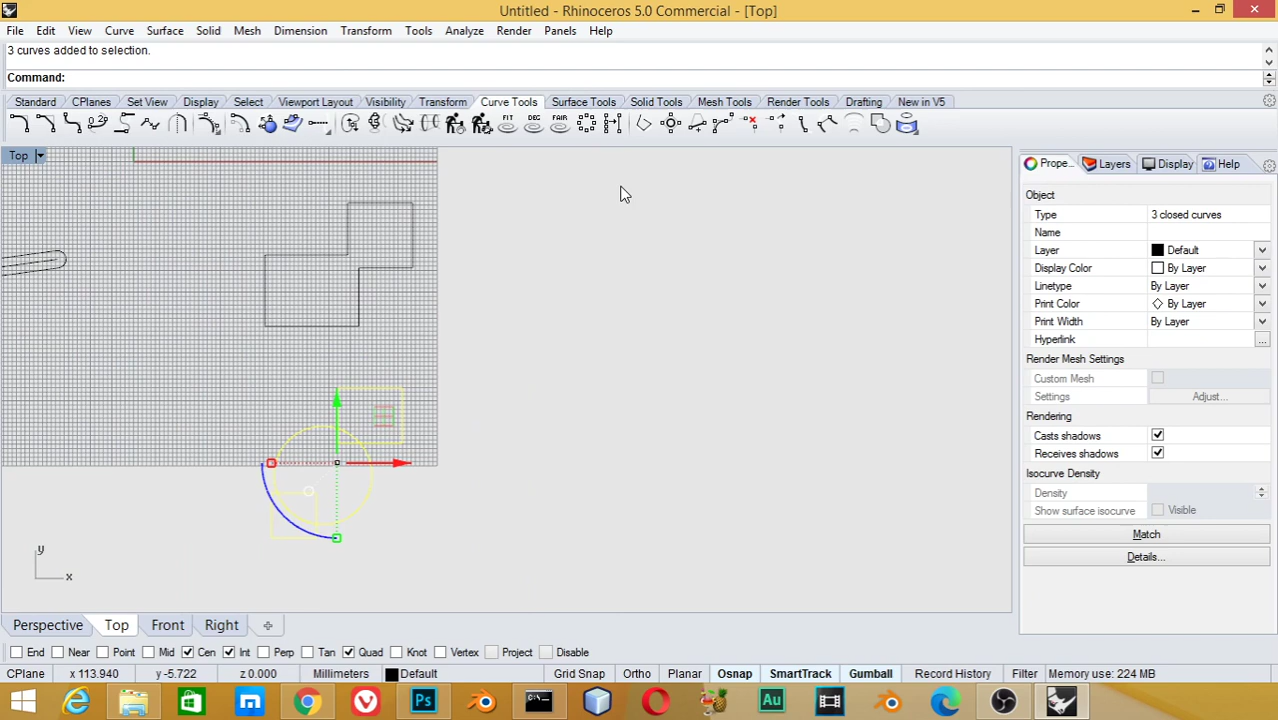 Untitled - Rhinoceros 5.0 Commercial - [Top]
File Edit View Curve Surface Solid Mesh Dimension Transform Tools Analyze Render Panels Help
3 curves added to selection.
Command:
Standard CPlanes Set View Display Select Viewport Layout Visibility Transform Curve Tools Surface Tools Solid Tools Mesh Tools Render Tools Drafting New in V5
FIT DEG FAIR
Top
Prope... Layers Display Help
Object
Type 3 closed curves
Name
Layer Default
Display Color By Layer
Linetype By Layer
Print Color By Layer
Print Width By Layer
Hyperlink ...
Render Mesh Settings
Custom Mesh
Settings Adjust...
Rendering
Casts shadows
Receives shadows
Isocurve Density
Density
Show surface isocurve Visible
Match
Details...
y
x
Perspective Top Front Right
End Near Point Mid Cen Int Perp Tan Quad Knot Vertex Project Disable
CPlane x 113.940 y -5.722 z 0.000 Millimeters Default Grid Snap Ortho Planar Osnap SmartTrack Gumball Record History Filter Memory use: 224 MB
Ps Au